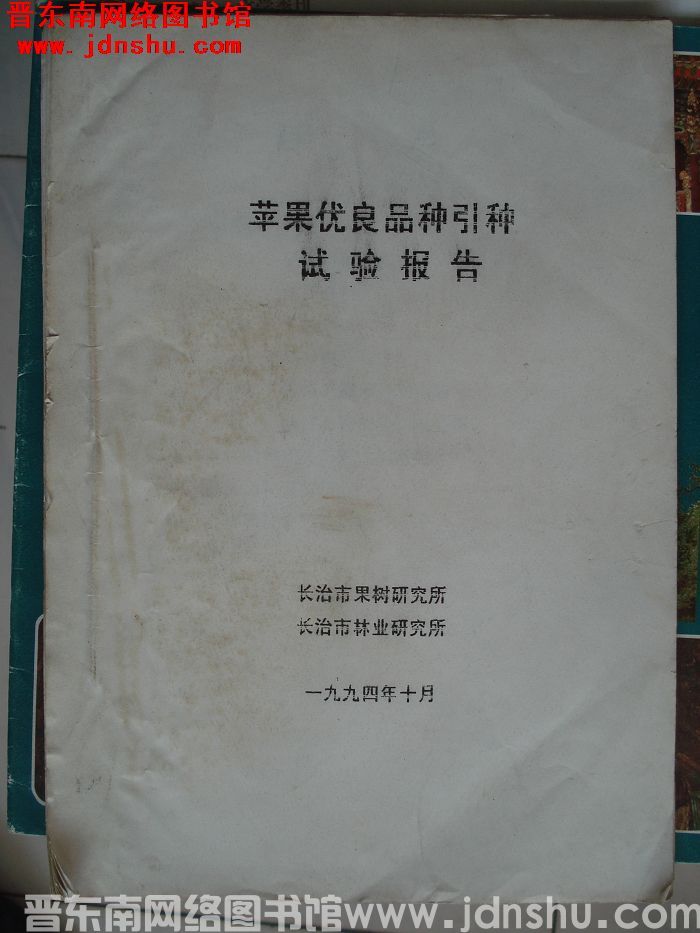 晋东南网络图书馆
www.jdnshu.com
苹果优良品种引种
试验报告
长治市果树研究所
长治市林业研究所
一九九四年十月
晋东南网络图书馆www.jdnshu.com